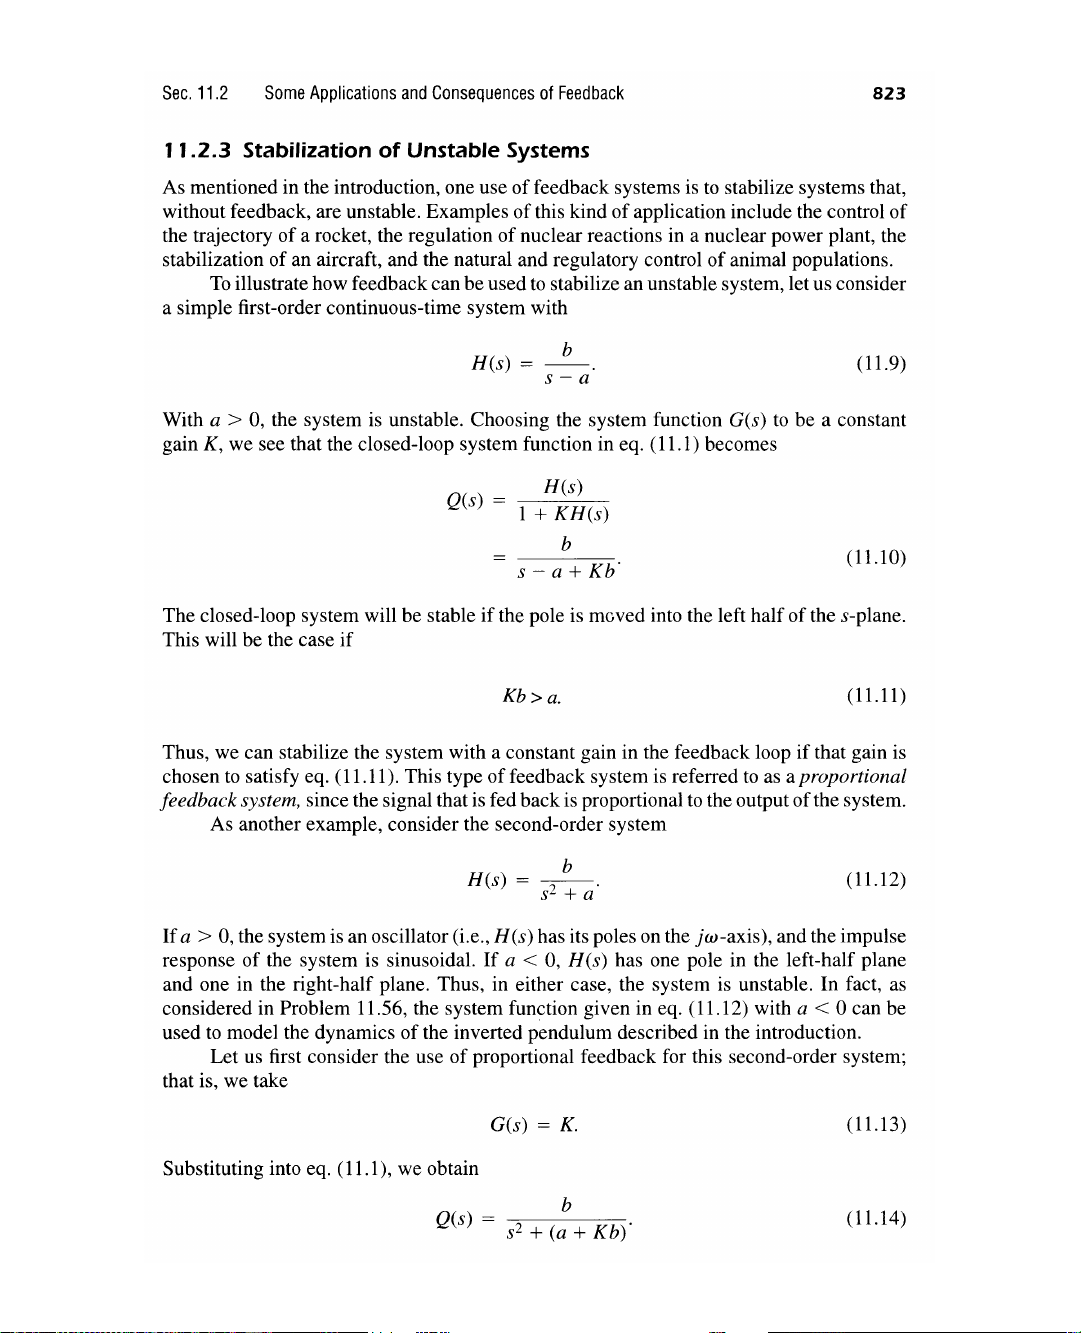 Sec. 11.2 Some Applications and Consequences of Feedback 823
11.2.3 Stabilization of Unstable Systems
As mentioned in the introduction, one use of feedback systems is to stabilize systems that,
without feedback, are unstable. Examples of this kind of application include the control of
the trajectory of a rocket, the regulation of nuclear reactions in a nuclear power plant, the
stabilization of an aircraft, and the natural and regulatory control of animal populations.
To illustrate how feedback can be used to stabilize an unstable system, let us consider
a simple first-order continuous-time system with
H(s) = b / (s − a). (11.9)
With a > 0, the system is unstable. Choosing the system function G(s) to be a constant
gain K, we see that the closed-loop system function in eq. (11.1) becomes
Q(s) = H(s) / (1 + KH(s))
= b / (s − a + Kb). (11.10)
The closed-loop system will be stable if the pole is moved into the left half of the s-plane.
This will be the case if
Kb > a. (11.11)
Thus, we can stabilize the system with a constant gain in the feedback loop if that gain is
chosen to satisfy eq. (11.11). This type of feedback system is referred to as a proportional
feedback system, since the signal that is fed back is proportional to the output of the system.
As another example, consider the second-order system
H(s) = b / (s² + a). (11.12)
If a > 0, the system is an oscillator (i.e., H(s) has its poles on the jω-axis), and the impulse
response of the system is sinusoidal. If a < 0, H(s) has one pole in the left-half plane
and one in the right-half plane. Thus, in either case, the system is unstable. In fact, as
considered in Problem 11.56, the system function given in eq. (11.12) with a < 0 can be
used to model the dynamics of the inverted pendulum described in the introduction.
Let us first consider the use of proportional feedback for this second-order system;
that is, we take
G(s) = K. (11.13)
Substituting into eq. (11.1), we obtain
Q(s) = b / (s² + (a + Kb)). (11.14)